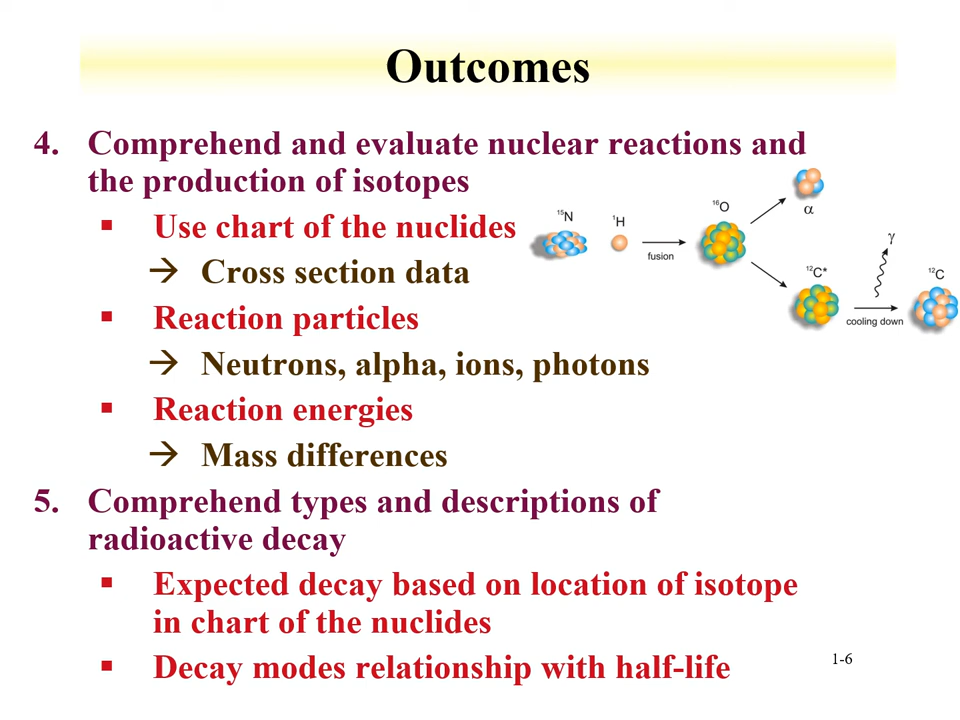 Outcomes
4. Comprehend and evaluate nuclear reactions and
the production of isotopes
▪ Use chart of the nuclides
→ Cross section data
▪ Reaction particles
→ Neutrons, alpha, ions, photons
▪ Reaction energies
→ Mass differences
5. Comprehend types and descriptions of
radioactive decay
▪ Expected decay based on location of isotope
in chart of the nuclides
▪ Decay modes relationship with half-life
¹⁵N
¹H
fusion
¹⁶O
α
¹²C*
γ
cooling down
¹²C
1-6